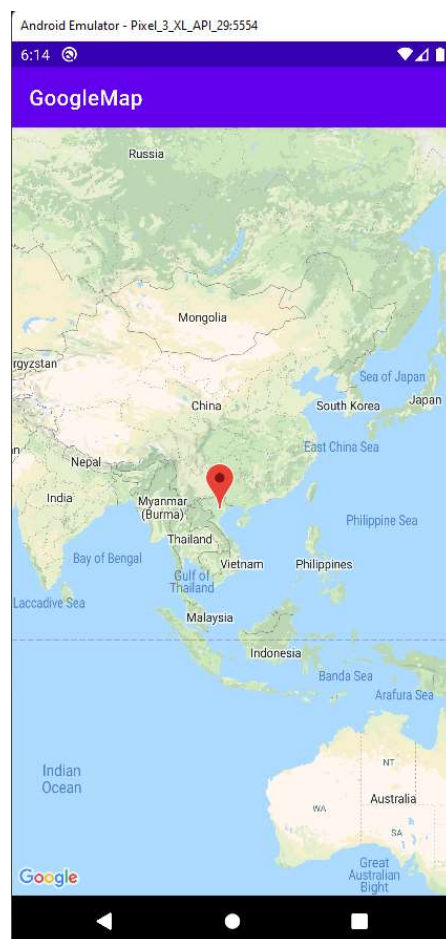 Android Emulator - Pixel_3_XL_API_29:5554
6:14
GoogleMap
Russia
Mongolia
rgyzstan
Sea of Japan
China
South Korea
Japan
East China Sea
Nepal
India
Myanmar
(Burma)
Philippine Sea
Bay of Bengal
Thailand
Vietnam
Philippines
Gulf of
Thailand
Laccadive Sea
Malaysia
Indonesia
Banda Sea
Arafura Sea
Indian
Ocean
NT
Australia
WA
SA
Great
Australian
Bight
Google